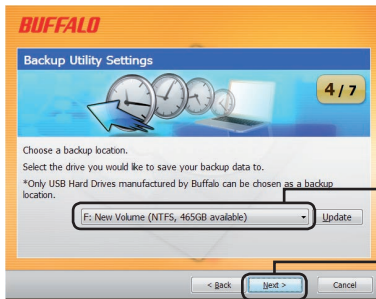 BUFFALO
Backup Utility Settings
4 / 7
Choose a backup location.
Select the drive you would like to save your backup data to.
*Only USB Hard Drives manufactured by Buffalo can be chosen as a backup
location.
F: New Volume (NTFS, 465GB available)
Update
< Back
Next >
Cancel